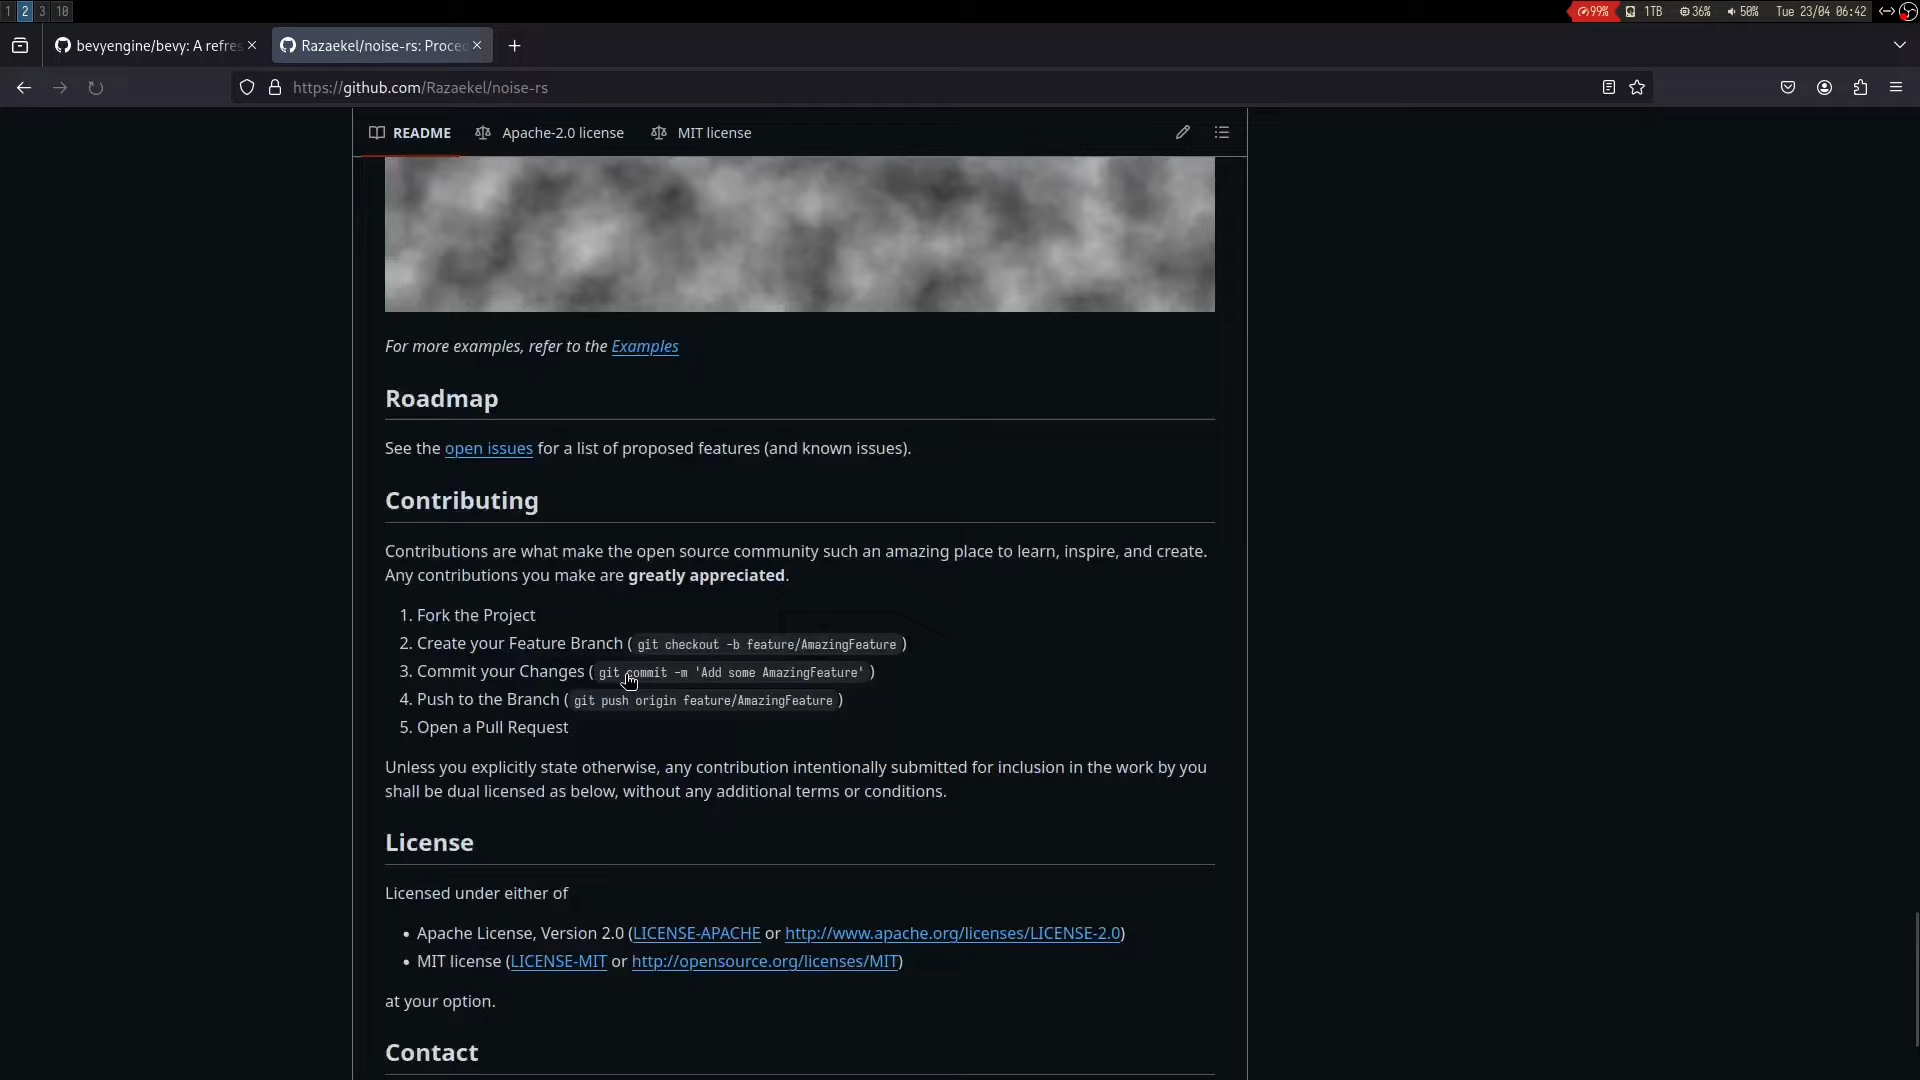 1 2 3 10
99% 1TB 36% 50% Tue 23/04 06:42
bevyengine/bevy: A refres
Razaekel/noise-rs: Proced
https://github.com/Razaekel/noise-rs
README Apache-2.0 license MIT license
For more examples, refer to the Examples
Roadmap
See the open issues for a list of proposed features (and known issues).
Contributing
Contributions are what make the open source community such an amazing place to learn, inspire, and create.
Any contributions you make are greatly appreciated.
1. Fork the Project
2. Create your Feature Branch ( git checkout -b feature/AmazingFeature )
3. Commit your Changes ( git commit -m 'Add some AmazingFeature' )
4. Push to the Branch ( git push origin feature/AmazingFeature )
5. Open a Pull Request
Unless you explicitly state otherwise, any contribution intentionally submitted for inclusion in the work by you
shall be dual licensed as below, without any additional terms or conditions.
License
Licensed under either of
• Apache License, Version 2.0 (LICENSE-APACHE or http://www.apache.org/licenses/LICENSE-2.0)
• MIT license (LICENSE-MIT or http://opensource.org/licenses/MIT)
at your option.
Contact